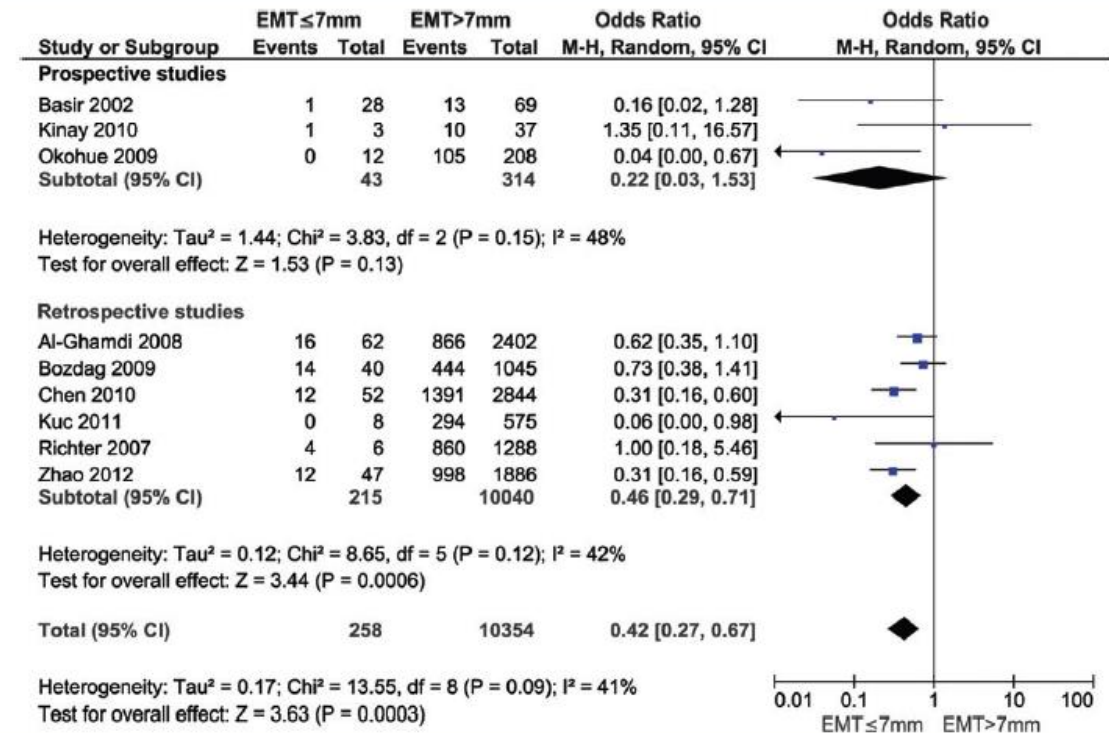 EMT≤7mm EMT>7mm Odds Ratio Odds Ratio
Study or Subgroup Events Total Events Total M-H, Random, 95% CI M-H, Random, 95% CI
Prospective studies
Basir 2002 1 28 13 69 0.16 [0.02, 1.28]
Kinay 2010 1 3 10 37 1.35 [0.11, 16.57]
Okohue 2009 0 12 105 208 0.04 [0.00, 0.67]
Subtotal (95% CI) 43 314 0.22 [0.03, 1.53]
Heterogeneity: Tau² = 1.44; Chi² = 3.83, df = 2 (P = 0.15); I² = 48%
Test for overall effect: Z = 1.53 (P = 0.13)
Retrospective studies
Al-Ghamdi 2008 16 62 866 2402 0.62 [0.35, 1.10]
Bozdag 2009 14 40 444 1045 0.73 [0.38, 1.41]
Chen 2010 12 52 1391 2844 0.31 [0.16, 0.60]
Kuc 2011 0 8 294 575 0.06 [0.00, 0.98]
Richter 2007 4 6 860 1288 1.00 [0.18, 5.46]
Zhao 2012 12 47 998 1886 0.31 [0.16, 0.59]
Subtotal (95% CI) 215 10040 0.46 [0.29, 0.71]
Heterogeneity: Tau² = 0.12; Chi² = 8.65, df = 5 (P = 0.12); I² = 42%
Test for overall effect: Z = 3.44 (P = 0.0006)
Total (95% CI) 258 10354 0.42 [0.27, 0.67]
Heterogeneity: Tau² = 0.17; Chi² = 13.55, df = 8 (P = 0.09); I² = 41%
Test for overall effect: Z = 3.63 (P = 0.0003)
0.01 0.1 1 10 100
EMT≤7mm EMT>7mm